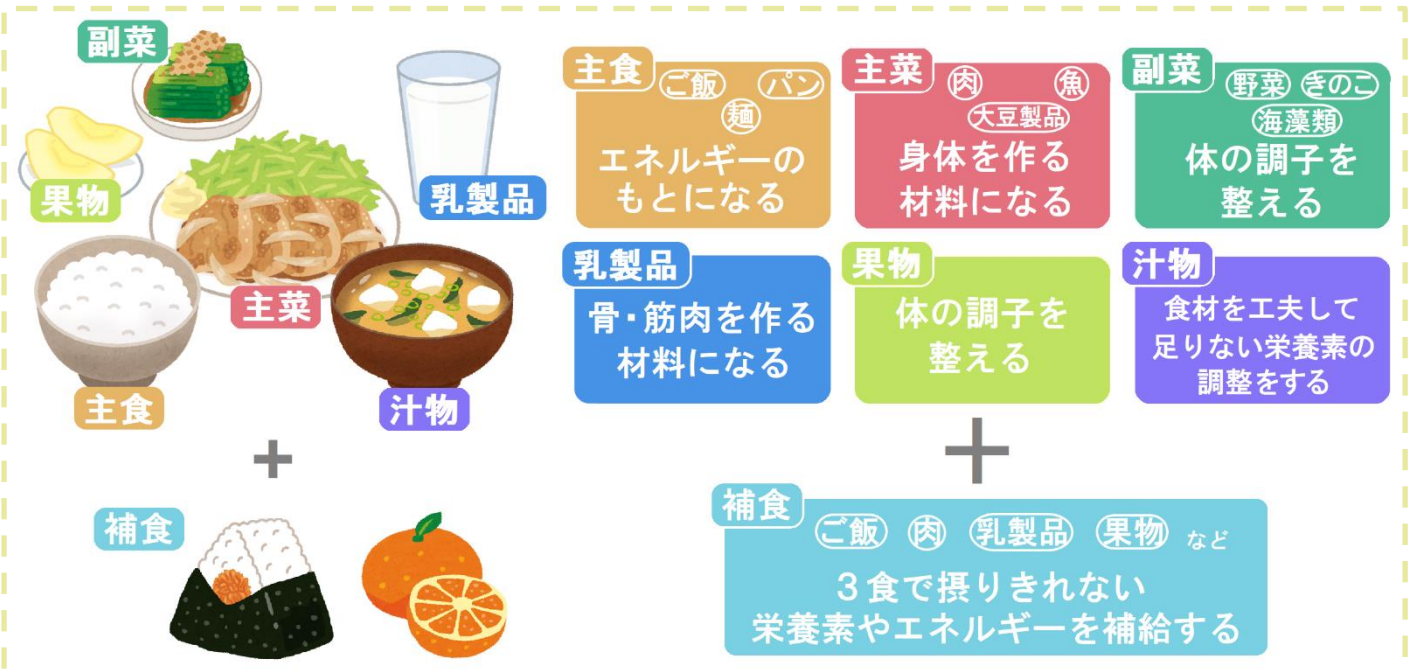 副菜
果物
乳製品
主菜
主食
汁物
+
補食
主食
ご飯 パン
麺
エネルギーの
もとになる
主菜
肉 魚
大豆製品
身体を作る
材料になる
副菜
野菜 きのこ
海藻類
体の調子を
整える
乳製品
骨・筋肉を作る
材料になる
果物
体の調子を
整える
汁物
食材を工夫して
足りない栄養素の
調整をする
+
補食
ご飯 肉 乳製品 果物 など
3食で摂りきれない
栄養素やエネルギーを補給する